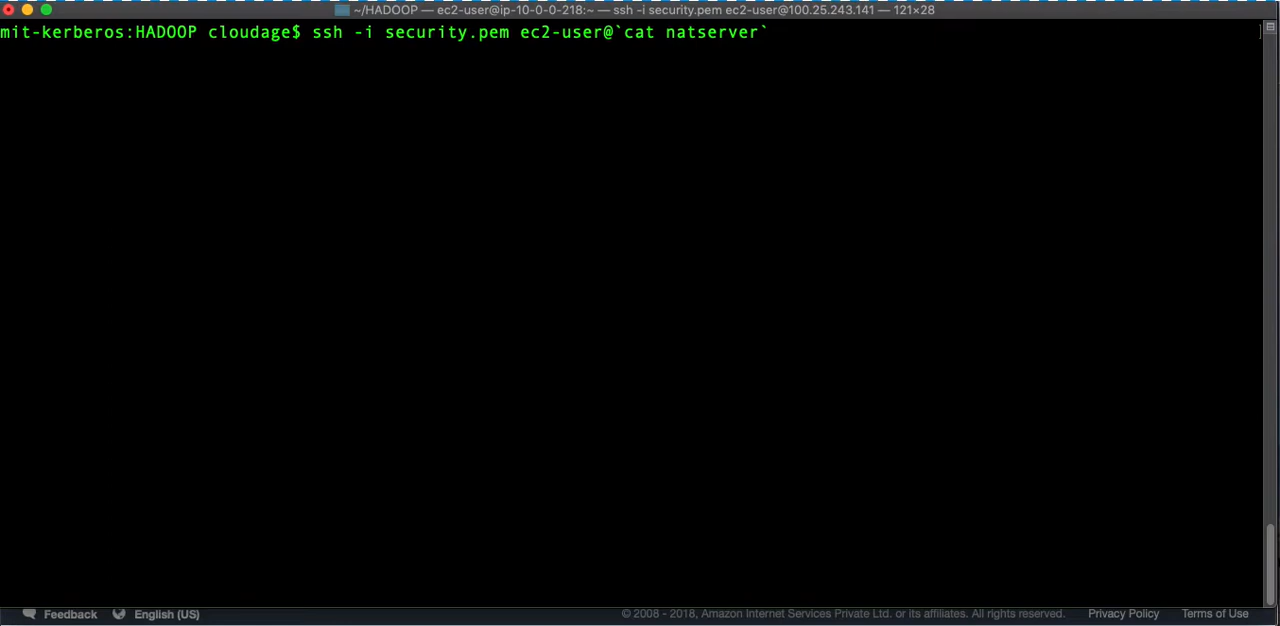 ~/HADOOP — ec2-user@ip-10-0-0-218:~ — ssh -i security.pem ec2-user@100.25.243.141 — 121×28
mit-kerberos:HADOOP cloudage$ ssh -i security.pem ec2-user@`cat natserver`
Feedback English (US) © 2008 - 2018, Amazon Internet Services Private Ltd. or its affiliates. All rights reserved. Privacy Policy Terms of Use